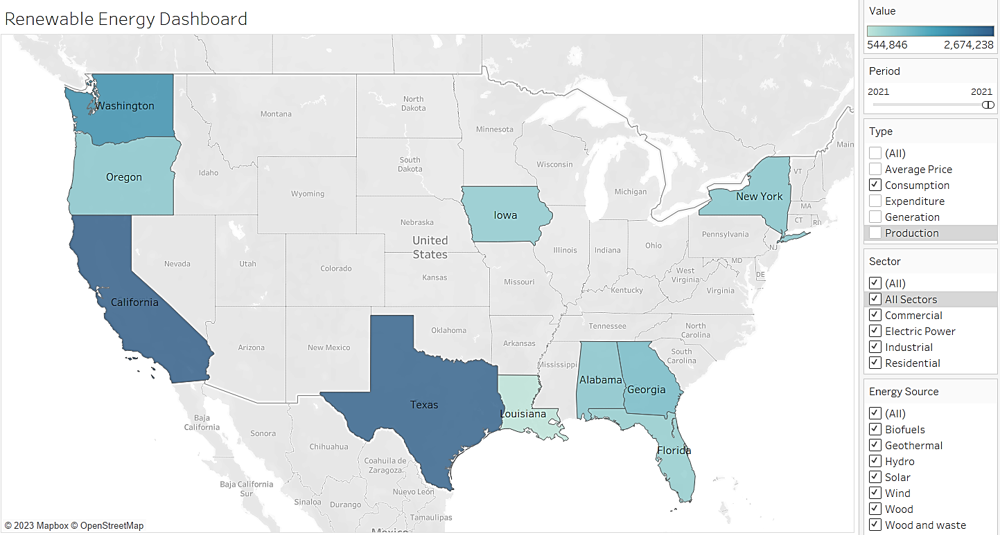 Renewable Energy Dashboard
Washington
Montana
North
Dakota
Minnesota
Oregon
Idaho
South
Dakota
Wisconsin
Michigan
Wyoming
Iowa
New York
VT
Main
MA
CT
RI
Nebraska
United
States
Illinois
Indiana
Ohio
Pennsylvania
NJ
Nevada
Utah
Colorado
Kansas
Missouri
West
Virginia
MD
DE
Kentucky
Virginia
California
Arizona
New Mexico
Oklahoma
Arkansas
Tennessee
North
Carolina
Mississippi
South
Carolina
Alabama
Georgia
Texas
Louisiana
Florida
Baja
California
Sonora
Chihuahua
Coahuila de
Zaragoza
Baja California
Sur
Sinaloa
Durango
Nuevo León
Tamaulipas
Mexico
© 2023 Mapbox © OpenStreetMap
Value
544,846 2,674,238
Period
2021 2021
Type
(All)
Average Price
Consumption
Expenditure
Generation
Production
Sector
(All)
All Sectors
Commercial
Electric Power
Industrial
Residential
Energy Source
(All)
Biofuels
Geothermal
Hydro
Solar
Wind
Wood
Wood and waste